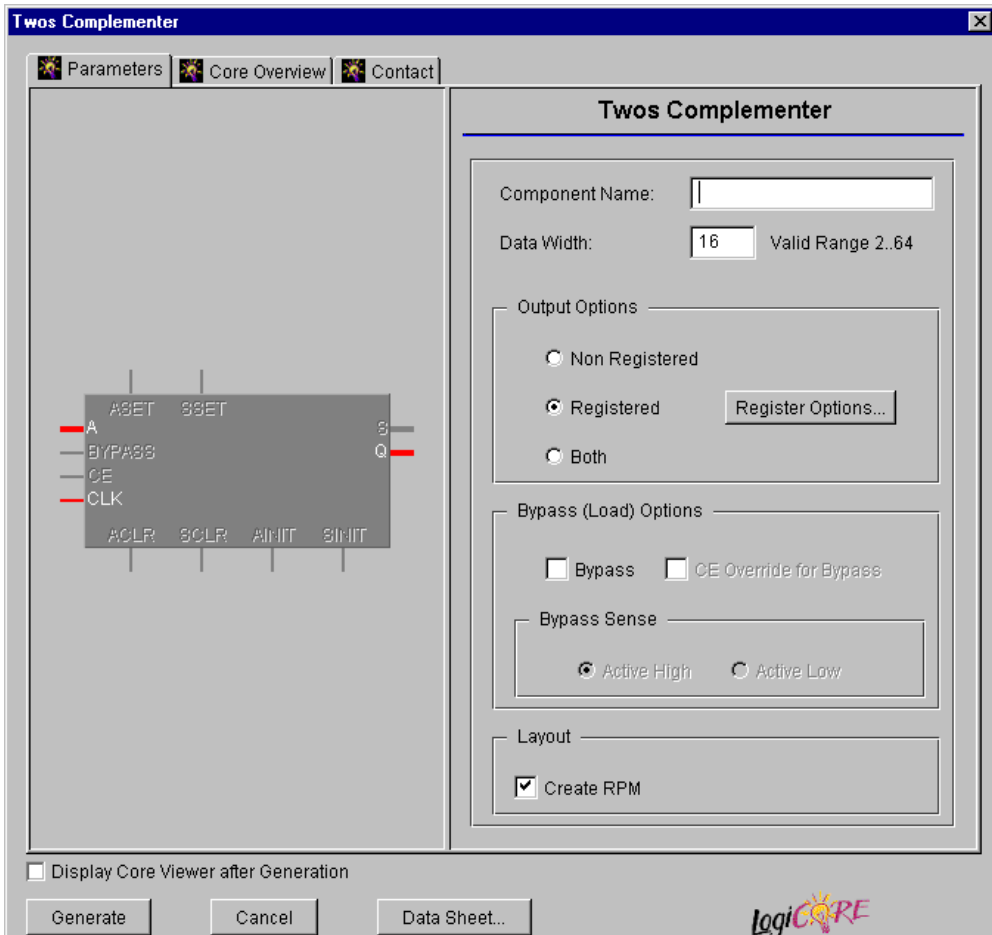 Twos Complementer
Parameters Core Overview Contact
Twos Complementer
Component Name:
Data Width: 16 Valid Range 2..64
Output Options
Non Registered
Registered Register Options...
Both
Bypass (Load) Options
Bypass CE Override for Bypass
Bypass Sense
Active High Active Low
Layout
Create RPM
ASET SSET
A S
BYPASS Q
CE
CLK
ACLR SCLR AINIT SINIT
Display Core Viewer after Generation
Generate Cancel Data Sheet...
LogiCORE